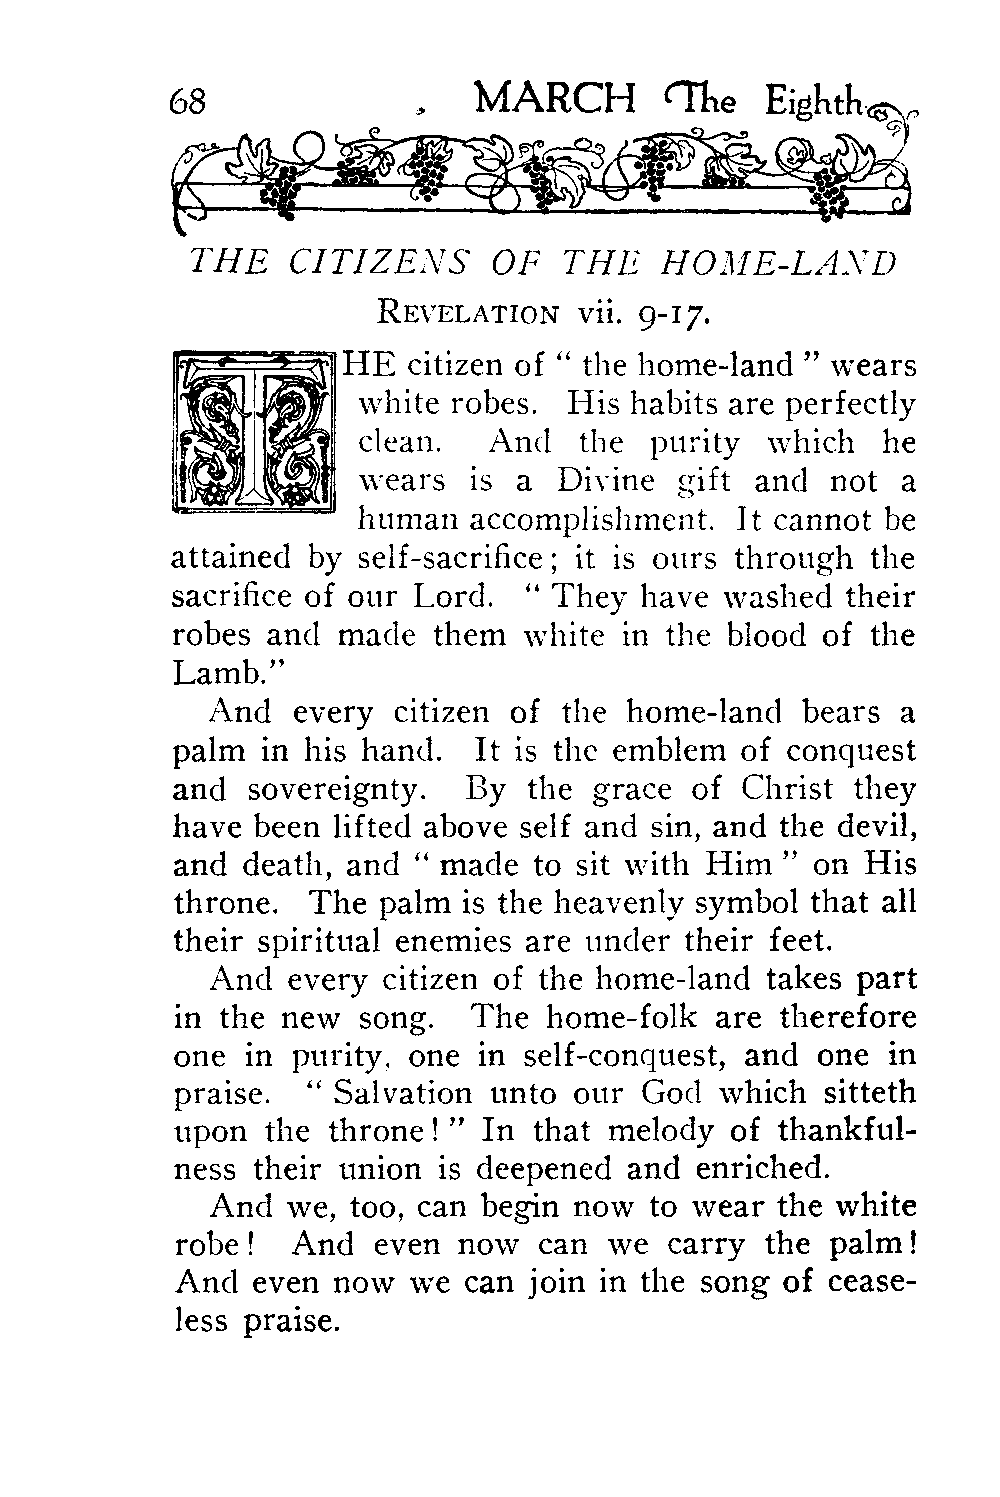 68 MARCH The Eighth
THE CITIZENS OF THE HOME-LAND
REVELATION vii. 9-17.
THE citizen of “ the home-land ” wears
white robes. His habits are perfectly
clean. And the purity which he
wears is a Divine gift and not a
human accomplishment. It cannot be
attained by self-sacrifice ; it is ours through the
sacrifice of our Lord. “ They have washed their
robes and made them white in the blood of the
Lamb.”
And every citizen of the home-land bears a
palm in his hand. It is the emblem of conquest
and sovereignty. By the grace of Christ they
have been lifted above self and sin, and the devil,
and death, and “ made to sit with Him ” on His
throne. The palm is the heavenly symbol that all
their spiritual enemies are under their feet.
And every citizen of the home-land takes part
in the new song. The home-folk are therefore
one in purity, one in self-conquest, and one in
praise. “ Salvation unto our God which sitteth
upon the throne ! ” In that melody of thankful-
ness their union is deepened and enriched.
And we, too, can begin now to wear the white
robe ! And even now can we carry the palm !
And even now we can join in the song of cease-
less praise.